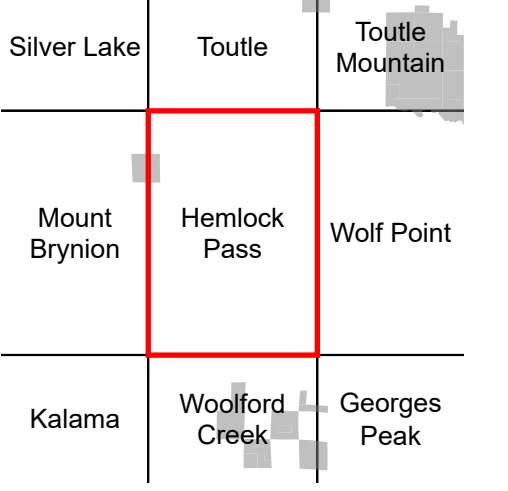 Silver Lake
Toutle
Toutle
Mountain
Mount
Brynion
Hemlock
Pass
Wolf Point
Kalama
Woolford
Creek
Georges
Peak